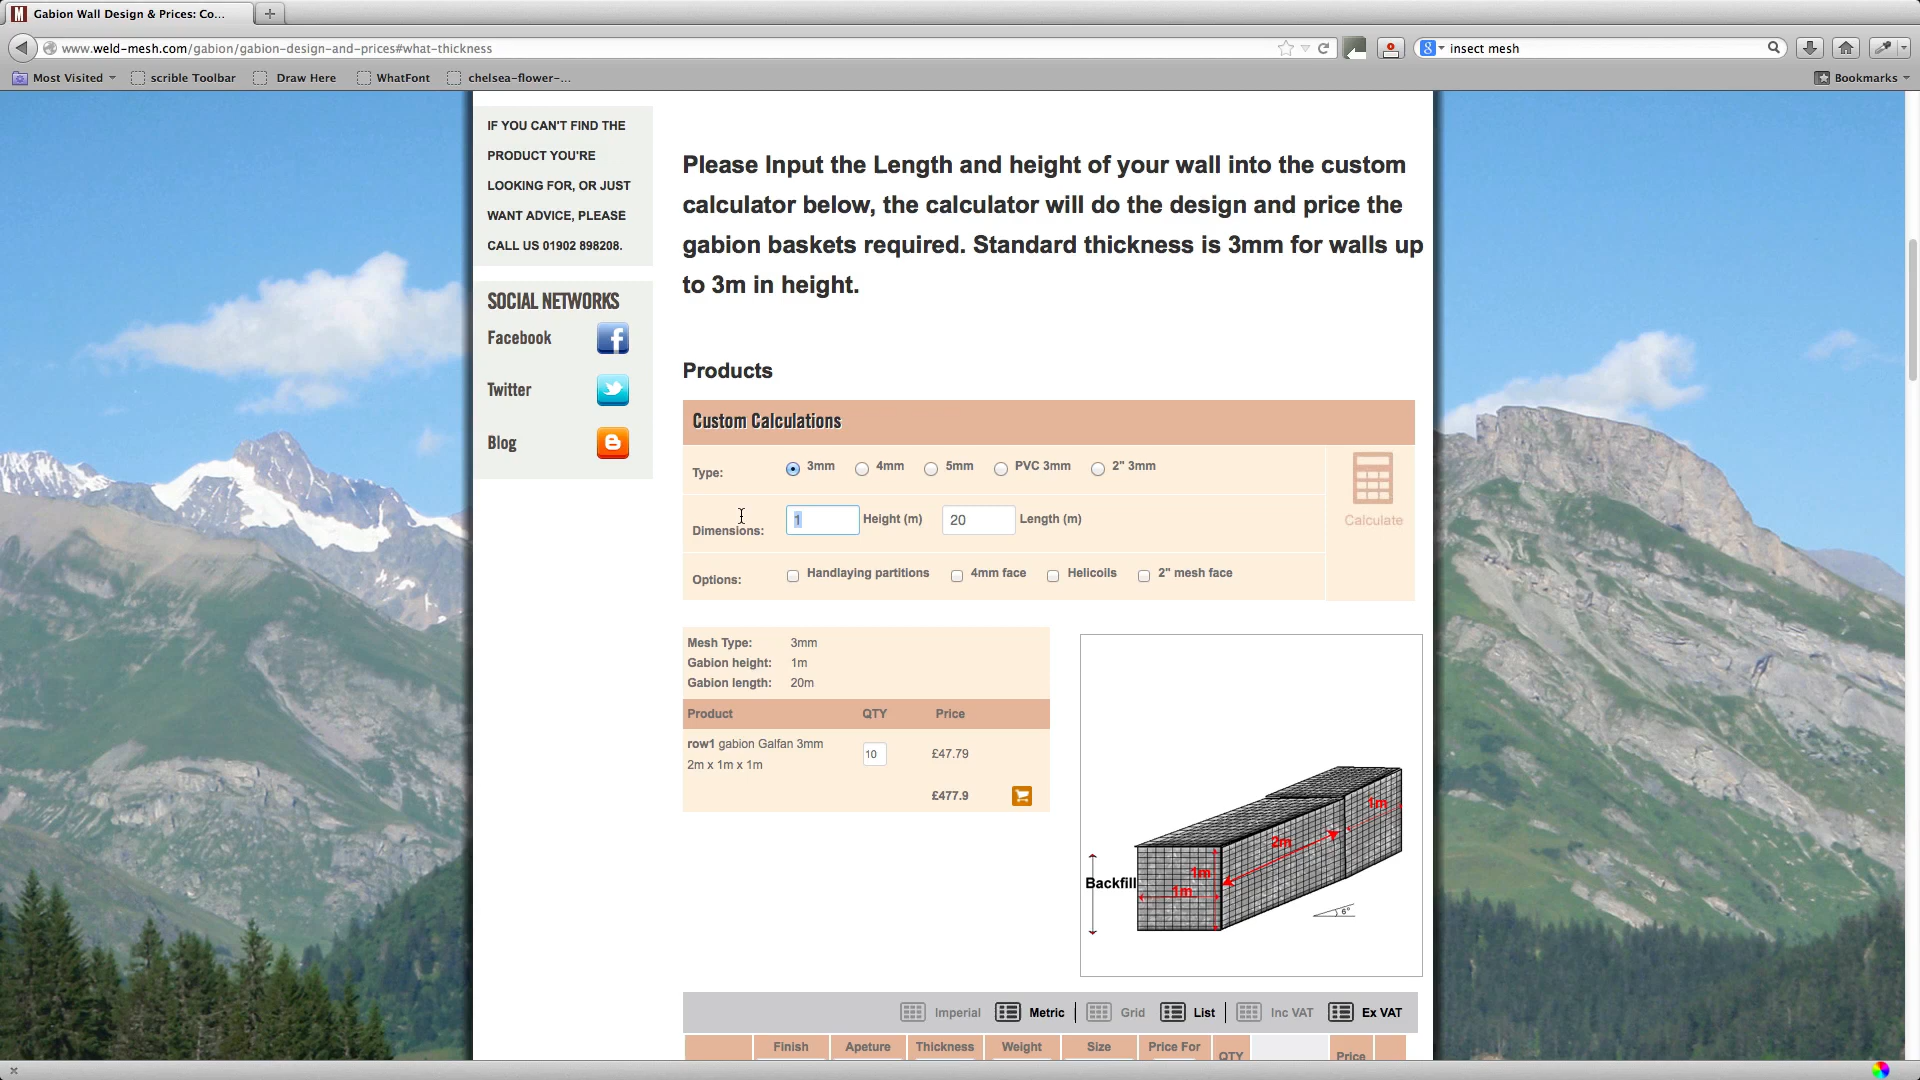 Gabion Wall Design & Prices: Co...
www.weld-mesh.com/gabion/gabion-design-and-prices#what-thickness
insect mesh
Most Visited
scrible Toolbar
Draw Here
WhatFont
chelsea-flower-...
Bookmarks
IF YOU CAN'T FIND THE
PRODUCT YOU'RE
LOOKING FOR, OR JUST
WANT ADVICE, PLEASE
CALL US 01902 898208.
SOCIAL NETWORKS
Facebook
Twitter
Blog
Please Input the Length and height of your wall into the custom
calculator below, the calculator will do the design and price the
gabion baskets required. Standard thickness is 3mm for walls up
to 3m in height.
Products
Custom Calculations
Type: 3mm 4mm 5mm PVC 3mm 2" 3mm
Dimensions: 1 Height (m) 20 Length (m)
Calculate
Options: Handlaying partitions 4mm face Helicoils 2" mesh face
Mesh Type: 3mm
Gabion height: 1m
Gabion length: 20m
Product QTY Price
row1 gabion Galfan 3mm
2m x 1m x 1m
10 £47.79
£477.9
1m
2m
1m
1m
Backfill
6°
Imperial Metric Grid List Inc VAT Ex VAT
Finish Apeture Thickness Weight Size Price For QTY Price